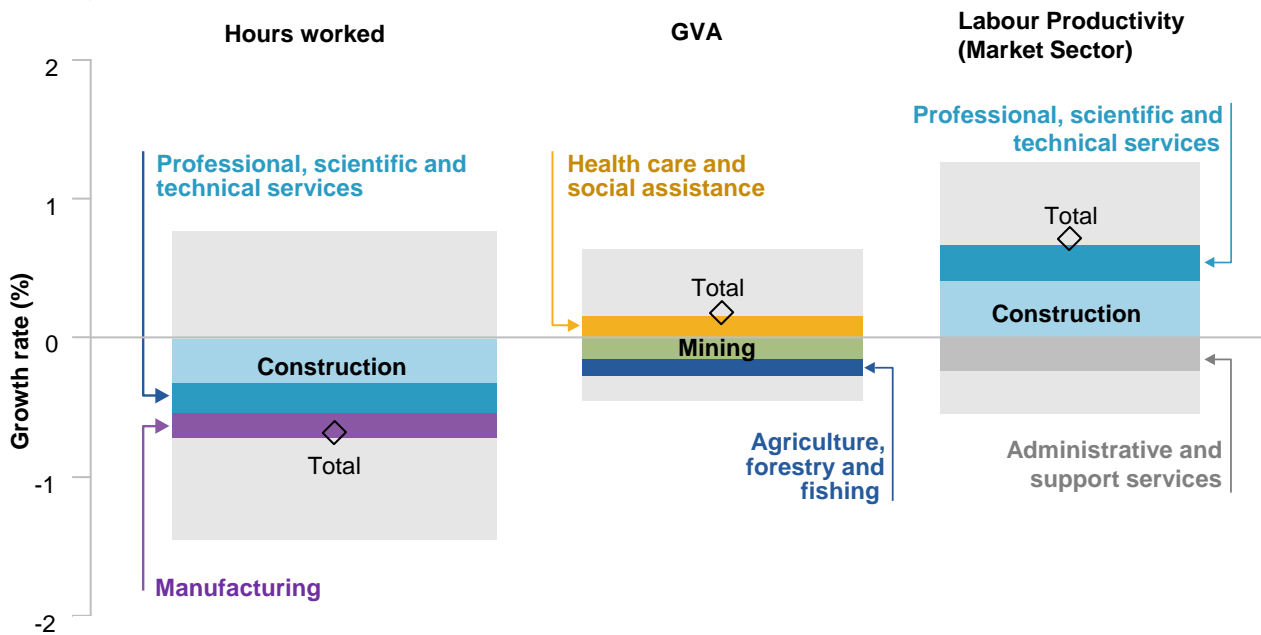 Hours worked
GVA
Labour Productivity
(Market Sector)
2
1
0
-1
-2
Growth rate (%)
Professional, scientific and
technical services
Construction
Total
Manufacturing
Health care and
social assistance
Total
Mining
Agriculture,
forestry and
fishing
Professional, scientific and
technical services
Total
Construction
Administrative and
support services